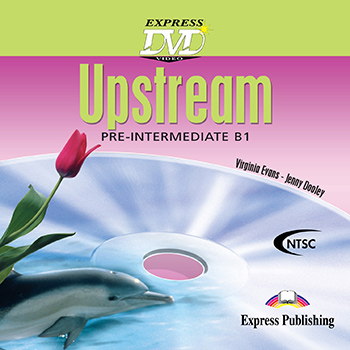 EXPRESS
DVD
VIDEO
Upstream
PRE-INTERMEDIATE B1
Virginia Evans - Jenny Dooley
NTSC
Express Publishing